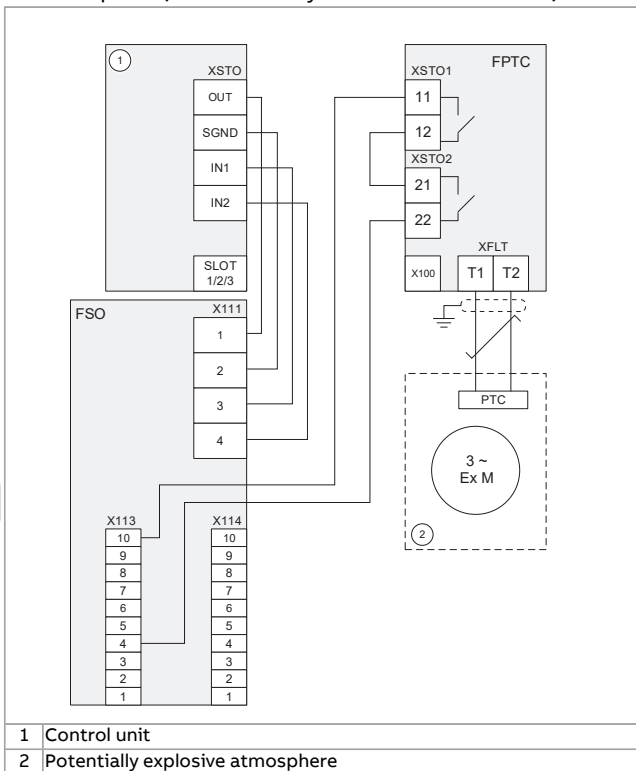 1
XSTO
OUT
SGND
IN1
IN2
SLOT
1/2/3
FPTC
XSTO1
11
12
XSTO2
21
22
XFLT
X100
T1
T2
PTC
3 ~
Ex M
2
FSO
X111
1
2
3
4
X113
10
9
8
7
6
5
4
3
2
1
X114
10
9
8
7
6
5
4
3
2
1
1 Control unit
2 Potentially explosive atmosphere